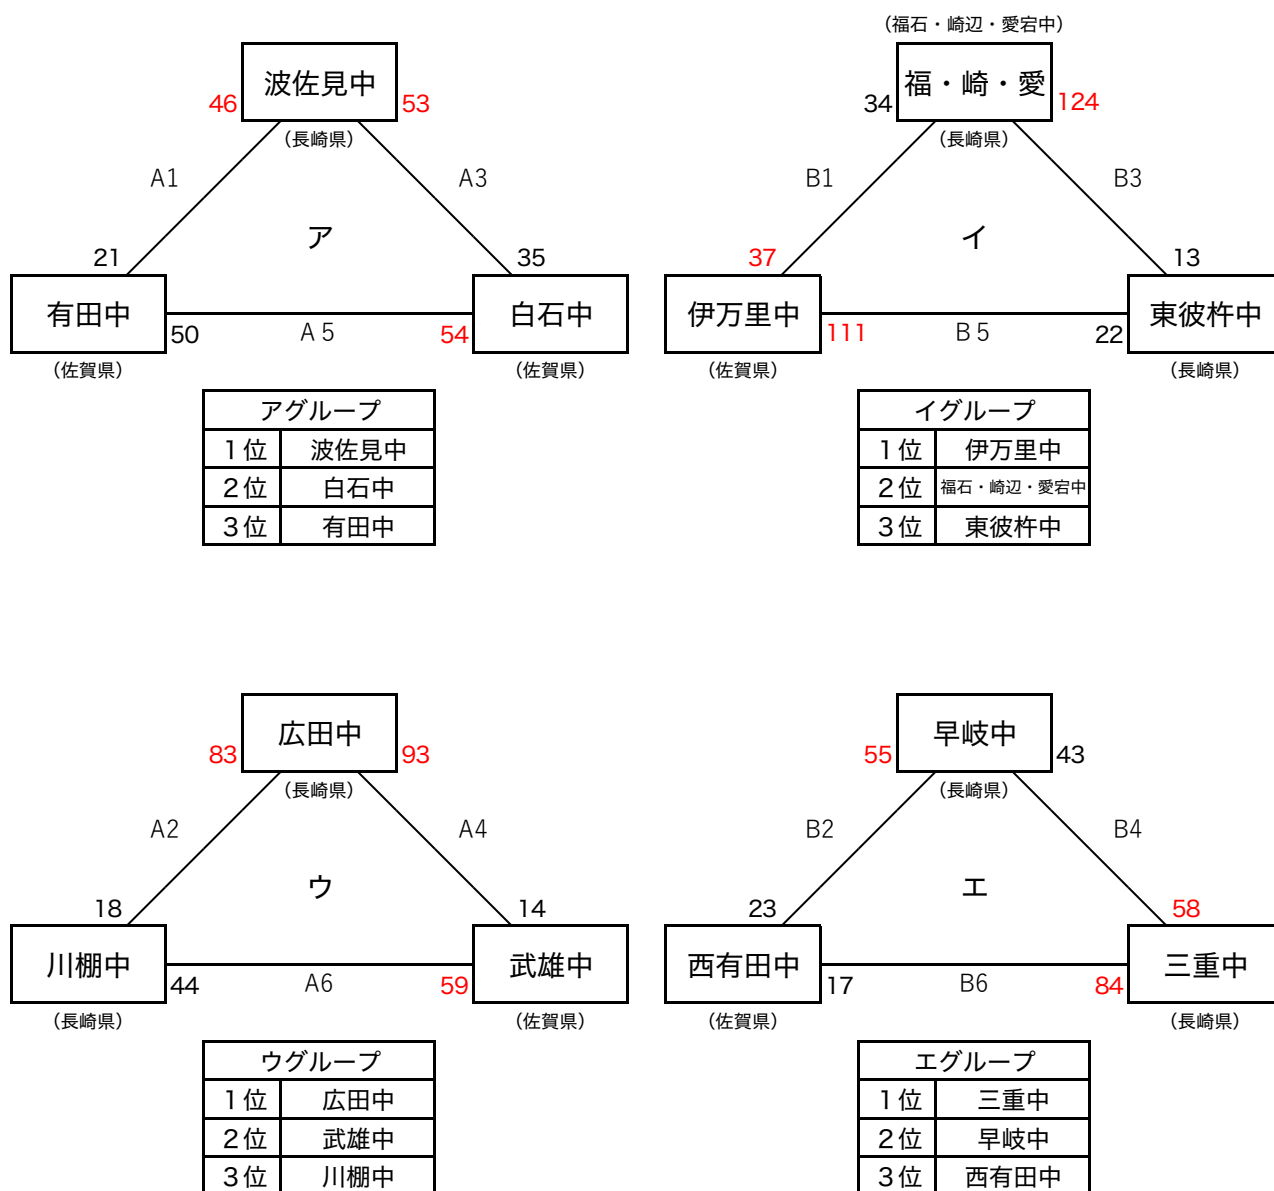 (福石・崎辺・愛宕中)
波佐見中
福・崎・愛
46
53
34
124
(長崎県)
(長崎県)
A1
A3
B1
B3
ア
イ
21
35
37
13
有田中
白石中
伊万里中
東彼杵中
50
A 5
54
111
B 5
22
(佐賀県)
(佐賀県)
(佐賀県)
(長崎県)
アグループ
1位 波佐見中
2位 白石中
3位 有田中
イグループ
1位 伊万里中
2位 福石・崎辺・愛宕中
3位 東彼杵中
広田中
早岐中
83
93
55
43
(長崎県)
(長崎県)
A2
A4
B2
B4
ウ
エ
18
14
23
58
川棚中
武雄中
西有田中
三重中
44
A6
59
17
B6
84
(長崎県)
(佐賀県)
(佐賀県)
(長崎県)
ウグループ
1位 広田中
2位 武雄中
3位 川棚中
エグループ
1位 三重中
2位 早岐中
3位 西有田中